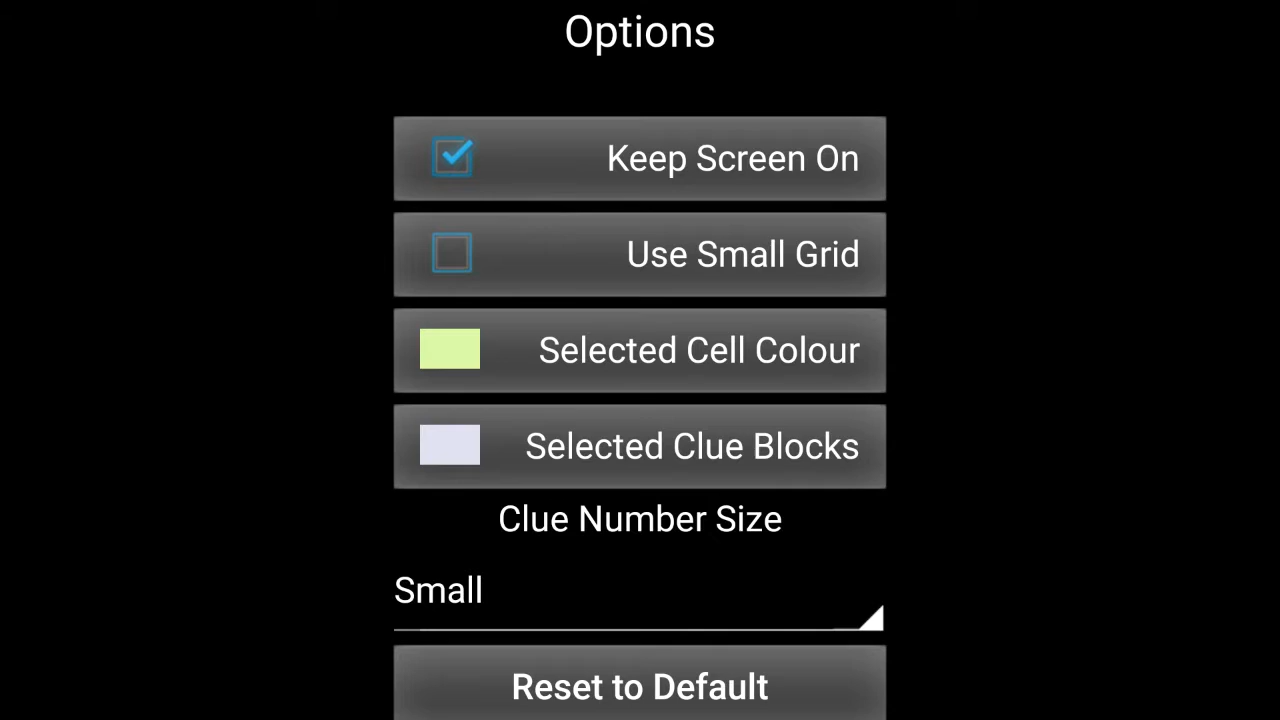 Options
Keep Screen On
Use Small Grid
Selected Cell Colour
Selected Clue Blocks
Clue Number Size
Small
Reset to Default